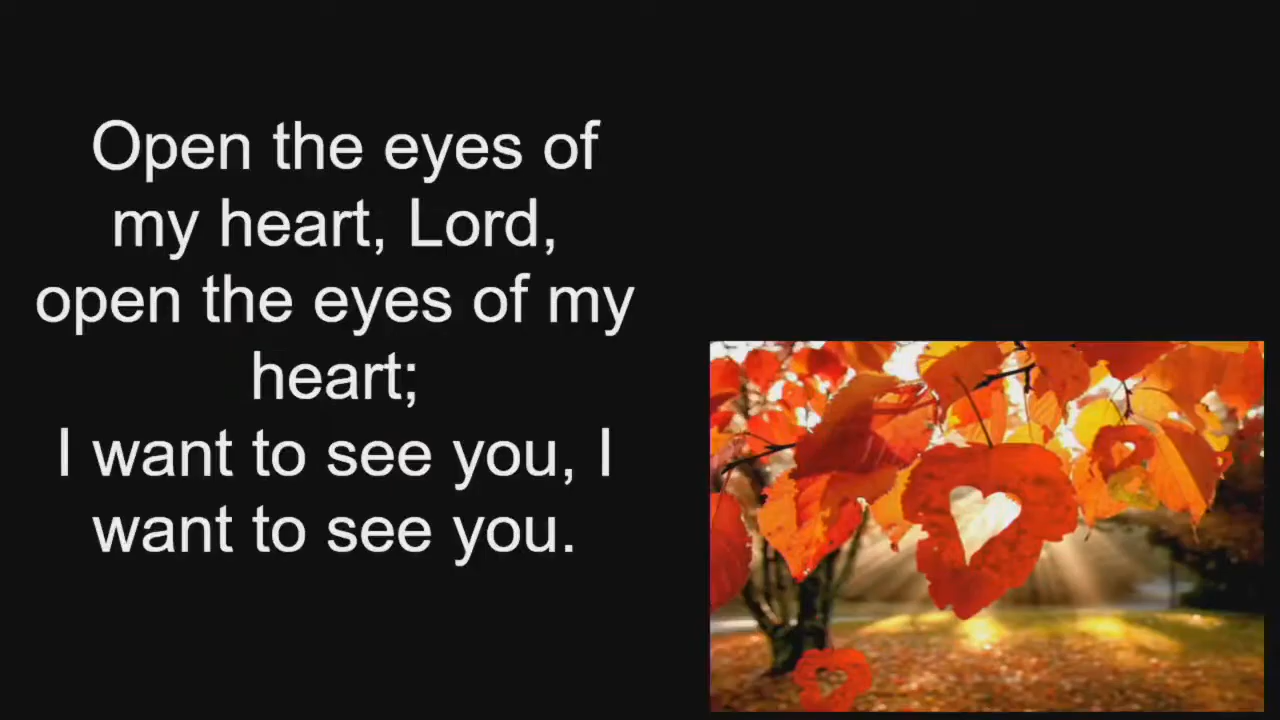 Open the eyes of
my heart, Lord,
open the eyes of my
heart;
I want to see you, I
want to see you.